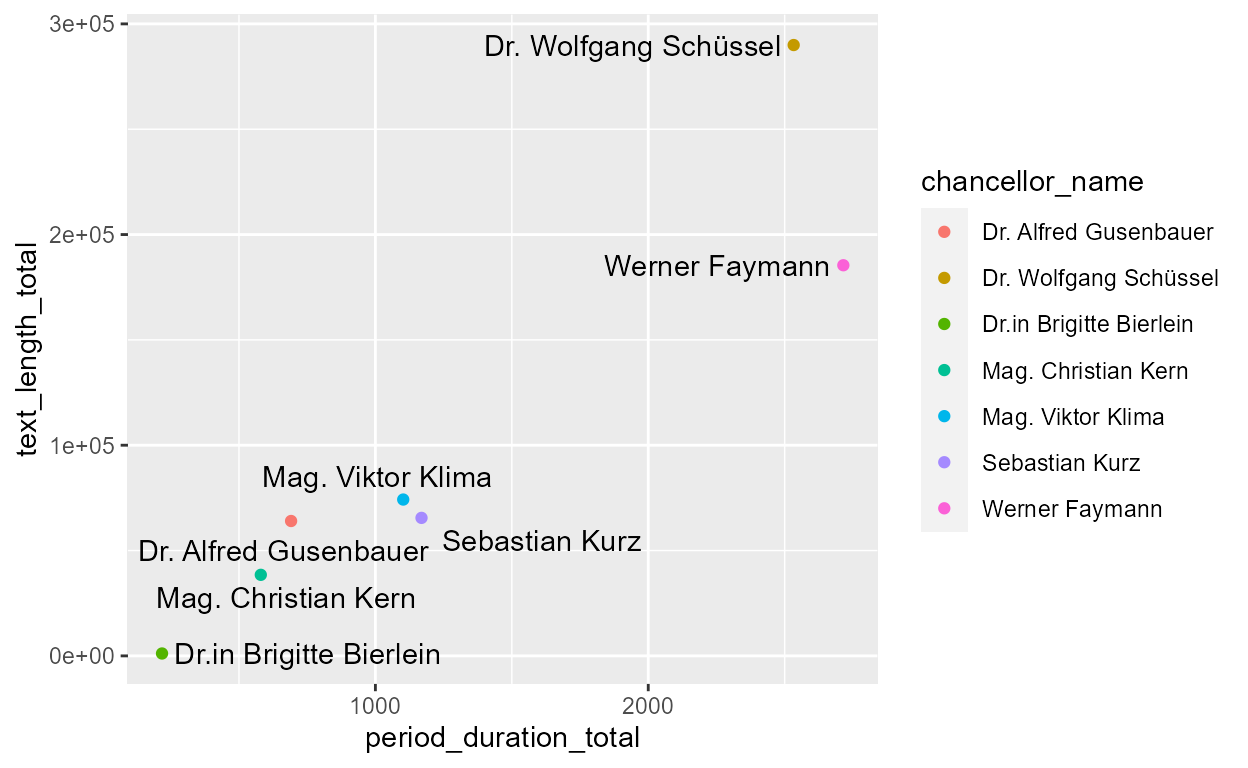 3e+05
2e+05
1e+05
0e+00
text_length_total
Dr. Wolfgang Schüssel
Werner Faymann
Mag. Viktor Klima
Sebastian Kurz
Dr. Alfred Gusenbauer
Mag. Christian Kern
Dr.in Brigitte Bierlein
1000
2000
period_duration_total
chancellor_name
Dr. Alfred Gusenbauer
Dr. Wolfgang Schüssel
Dr.in Brigitte Bierlein
Mag. Christian Kern
Mag. Viktor Klima
Sebastian Kurz
Werner Faymann